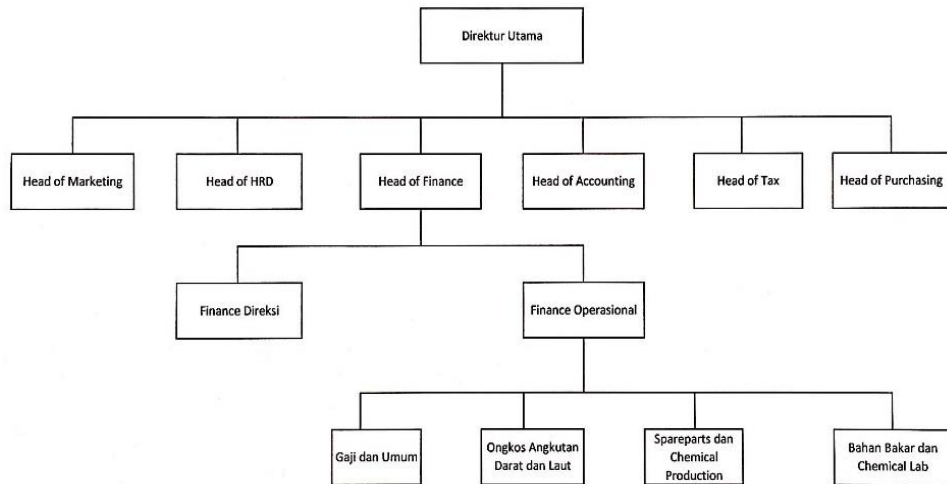 Direktur Utama
Head of Marketing
Head of HRD
Head of Finance
Head of Accounting
Head of Tax
Head of Purchasing
Finance Direksi
Finance Operasional
Gaji dan Umum
Ongkos Angkutan
Darat dan Laut
Spareparts dan
Chemical
Production
Bahan Bakar dan
Chemical Lab